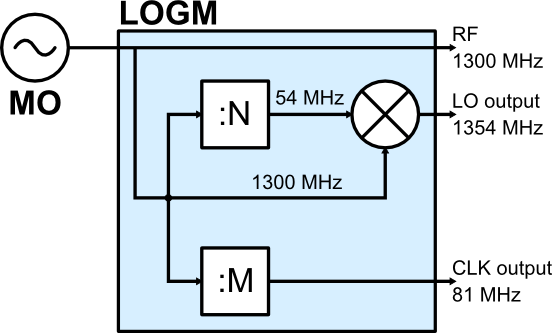 LOGM
MO
RF
1300 MHz
:N
54 MHz
LO output
1354 MHz
1300 MHz
:M
CLK output
81 MHz